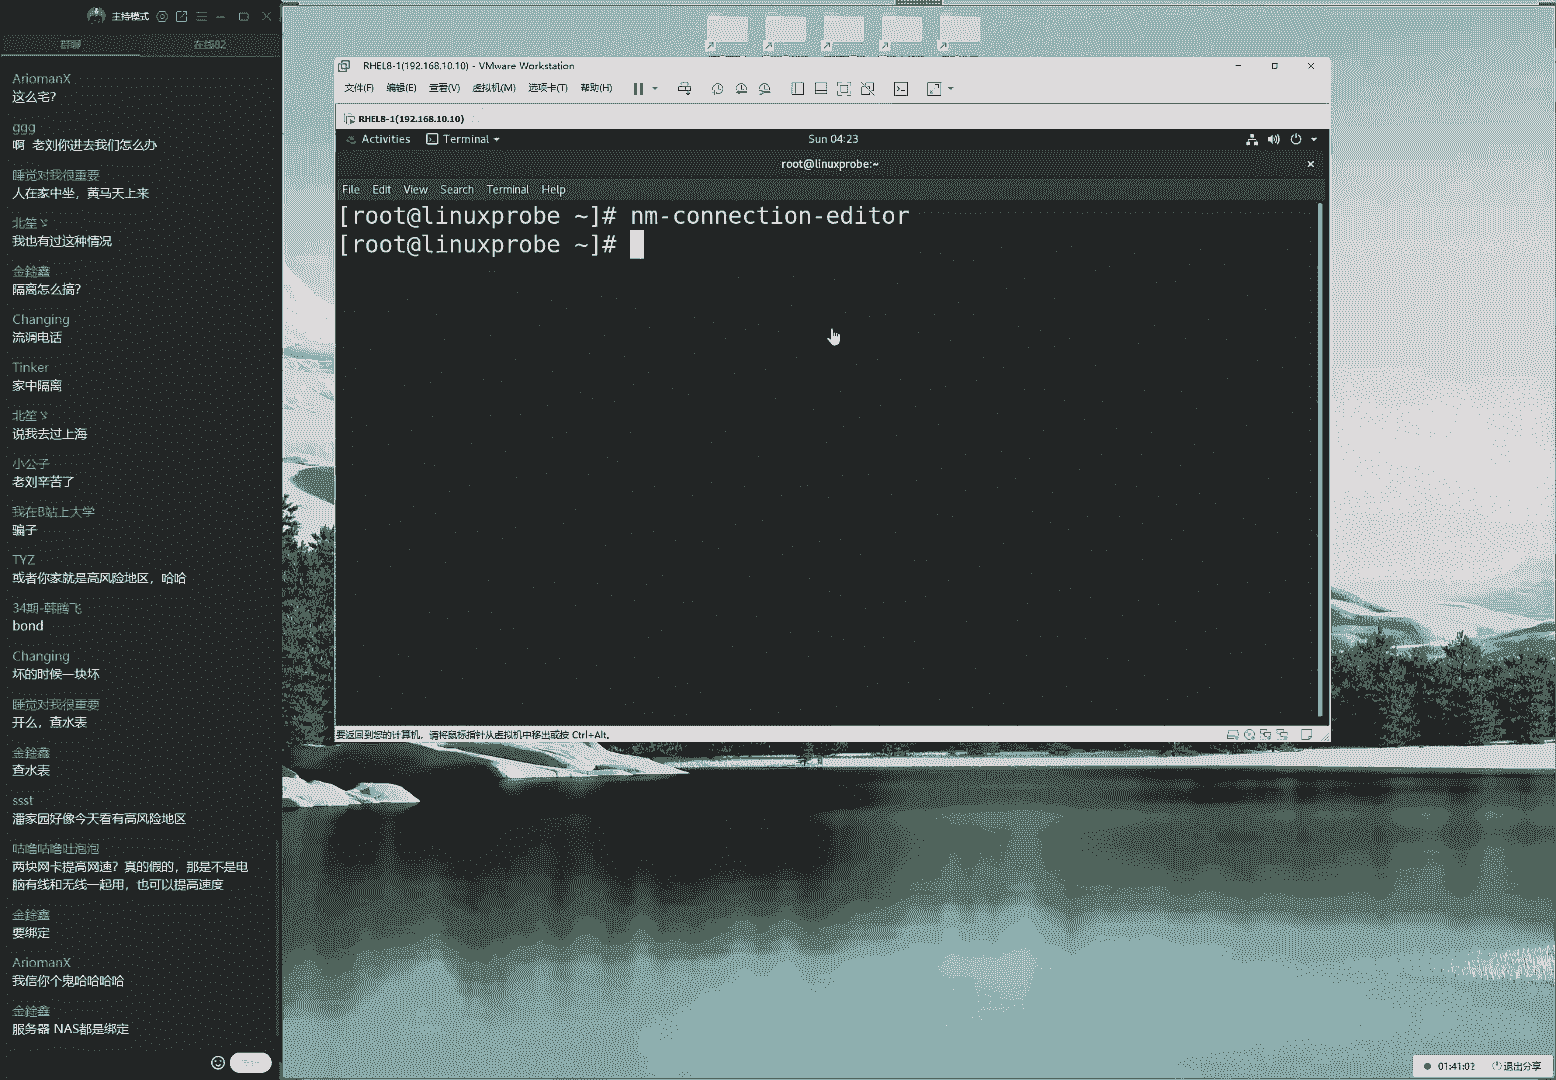 主持模式
群聊
在线82
AriomanX
这么宅?
ggg
啊 老刘你进去我们怎么办
睡觉对我很重要
人在家中坐，黄马天上来
北笙ゞ
我也有过这种情况
隔离怎么搞?
Changing
流调电话
Tinker
家中隔离
北笙ゞ
说我去过上海
小公子
老刘辛苦了
我在B站上大学
骗子
TYZ
或者你家就是高风险地区，哈哈
34期-韩腾飞
bond
Changing
坏的时候一块坏
睡觉对我很重要
开么，查水表
查水表
ssst
潘家园好像今天看有高风险地区
咕噜咕噜吐泡泡
两块网卡提高网速？真的假的，那是不是电
脑有线和无线一起用，也可以提高速度
要绑定
AriomanX
我信你个鬼哈哈哈哈
服务器 NAS都是绑定
RHEL8-1(192.168.10.10) - VMware Workstation
文件(F) 编辑(E) 查看(V) 虚拟机(M) 选项卡(T) 帮助(H)
RHEL8-1(192.168.10.10)
Activities Terminal Sun 04:23
root@linuxprobe:~
File Edit View Search Terminal Help
[root@linuxprobe ~]# nm-connection-editor
[root@linuxprobe ~]#
要返回到您的计算机，请将鼠标指针从虚拟机中移出或按 Ctrl+Alt。
01:41:02 退出分享